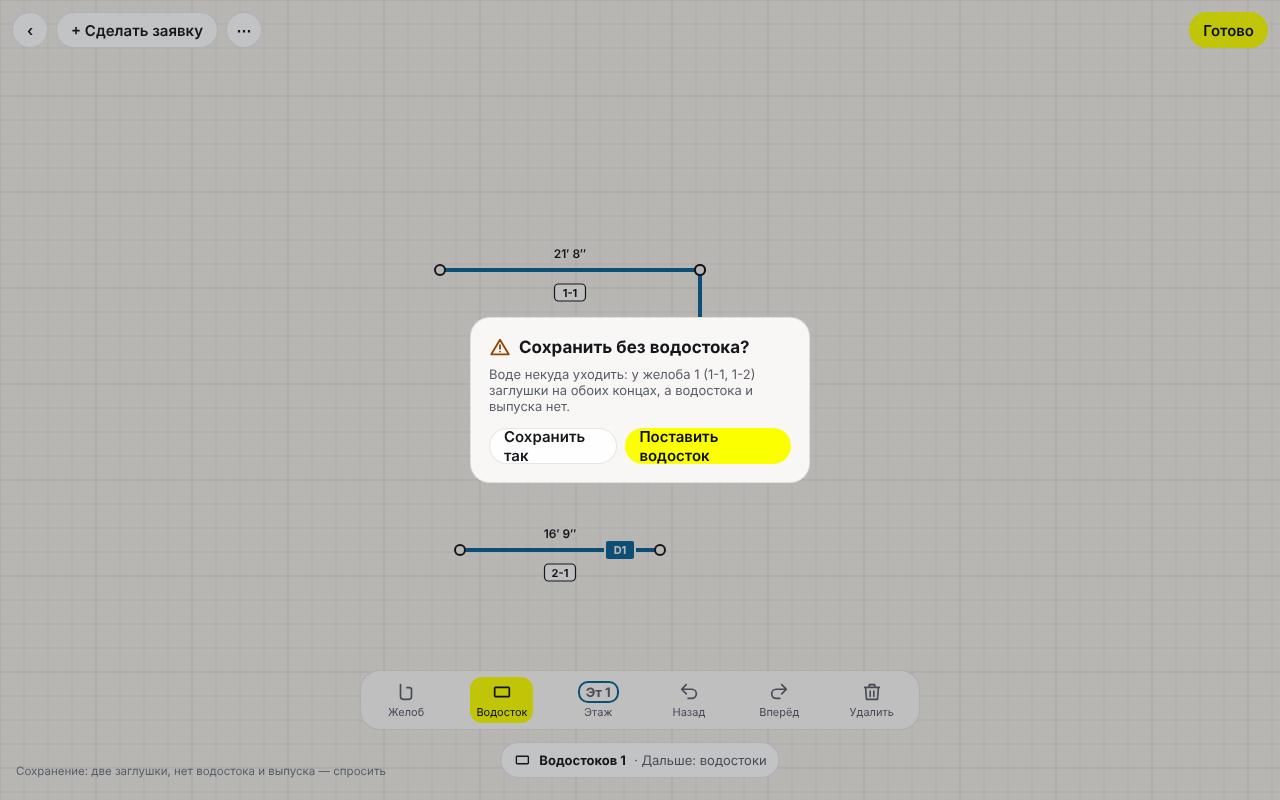 ‹
+ Сделать заявку
⋯
Готово
21′ 8″
1-1
Сохранить без водостока?
Воде некуда уходить: у желоба 1 (1-1, 1-2)
заглушки на обоих концах, а водостока и
выпуска нет.
Сохранить
так
Поставить
водосток
16′ 9″
D1
2-1
Эт 1
Желоб
Водосток
Этаж
Назад
Вперёд
Удалить
Водостоков 1 · Дальше: водостоки
Сохранение: две заглушки, нет водостока и выпуска — спросить